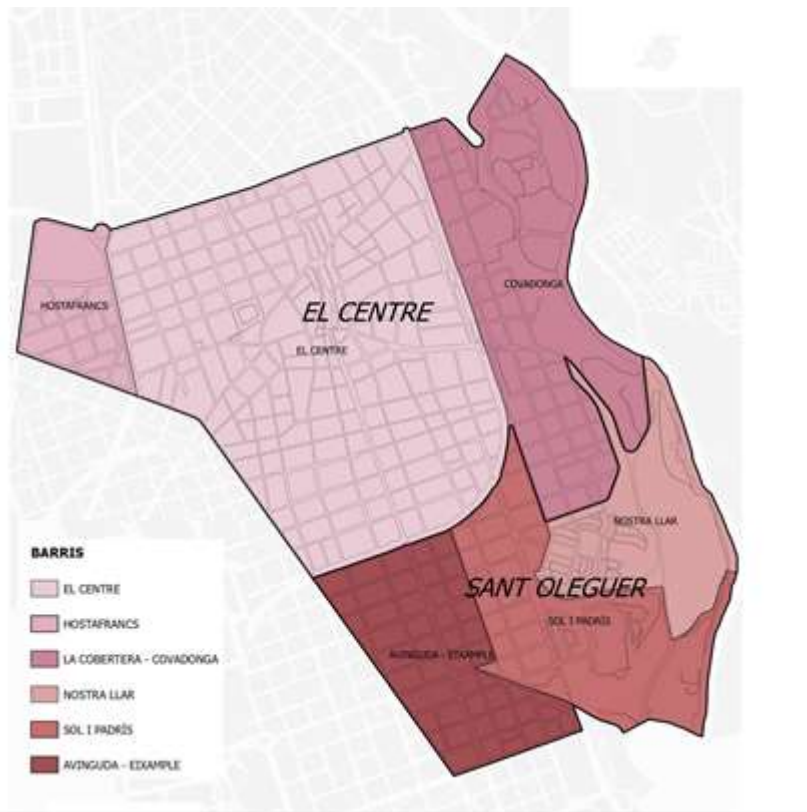 COVADONGA
HOSTAFRANCS
EL CENTRE
EL CENTRE
NOSTRA LLAR
SANT OLEGUER
SOL I PADRÍS
AVINGUDA - EIXAMPLE
BARRIS
EL CENTRE
HOSTAFRANCS
LA COBERTERA - COVADONGA
NOSTRA LLAR
SOL I PADRÍS
AVINGUDA - EIXAMPLE